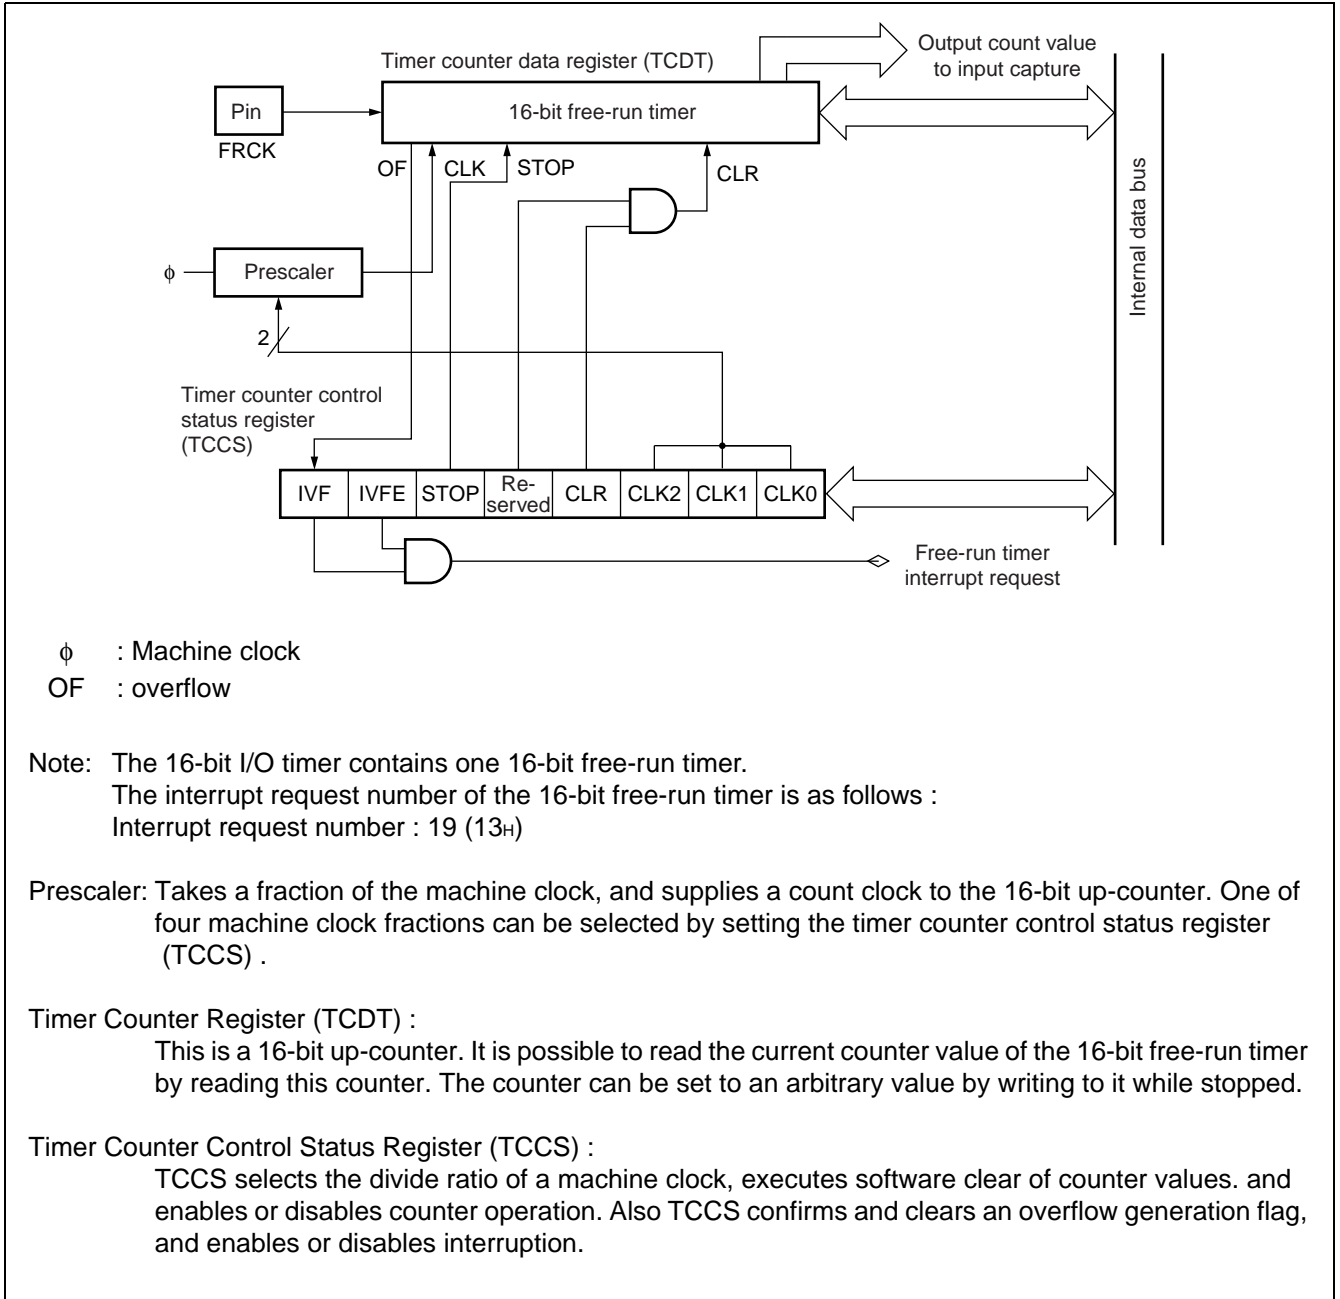 Timer counter data register (TCDT)
Output count value
to input capture
Pin
16-bit free-run timer
FRCK
OF
CLK
STOP
CLR
Internal data bus
ϕ
Prescaler
2
Timer counter control
status register
(TCCS)
IVF IVFE STOP Re-served CLR CLK2 CLK1 CLK0
Free-run timer
interrupt request
ϕ : Machine clock
OF : overflow
Note: The 16-bit I/O timer contains one 16-bit free-run timer.
The interrupt request number of the 16-bit free-run timer is as follows :
Interrupt request number : 19 (13H)
Prescaler: Takes a fraction of the machine clock, and supplies a count clock to the 16-bit up-counter. One of
four machine clock fractions can be selected by setting the timer counter control status register
(TCCS) .
Timer Counter Register (TCDT) :
This is a 16-bit up-counter. It is possible to read the current counter value of the 16-bit free-run timer
by reading this counter. The counter can be set to an arbitrary value by writing to it while stopped.
Timer Counter Control Status Register (TCCS) :
TCCS selects the divide ratio of a machine clock, executes software clear of counter values. and
enables or disables counter operation. Also TCCS confirms and clears an overflow generation flag,
and enables or disables interruption.